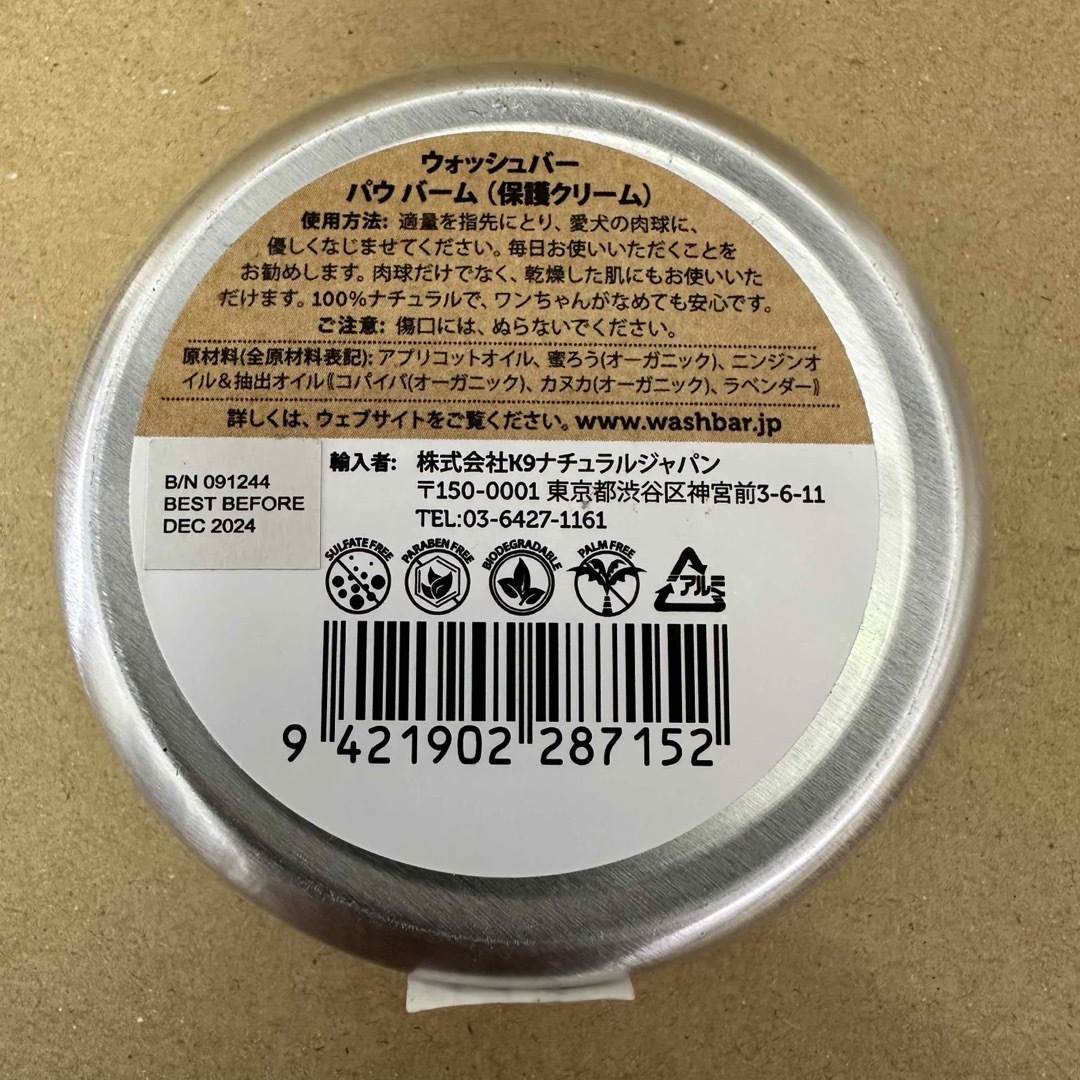 ウォッシュバー
パウ バーム（保護クリーム）
使用方法: 適量を指先にとり、愛犬の肉球に、
優しくなじませてください。毎日お使いいただくことを
お勧めします。肉球だけでなく、乾燥した肌にもお使いいた
だけます。100%ナチュラルで、ワンちゃんがなめても安心です。
ご注意: 傷口には、ぬらないでください。
原材料(全原材料表記): アプリコットオイル、蜜ろう(オーガニック)、ニンジンオ
イル＆抽出オイル《コパイバ(オーガニック)、カヌカ(オーガニック)、ラベンダー》
詳しくは、ウェブサイトをご覧ください。www.washbar.jp
B/N 091244
BEST BEFORE
DEC 2024
輸入者: 株式会社K9ナチュラルジャパン
〒150-0001 東京都渋谷区神宮前3-6-11
TEL:03-6427-1161
SULFATE FREE PARABEN FREE BIODEGRADABLE PALM FREE
アルミ
9 421902 287152